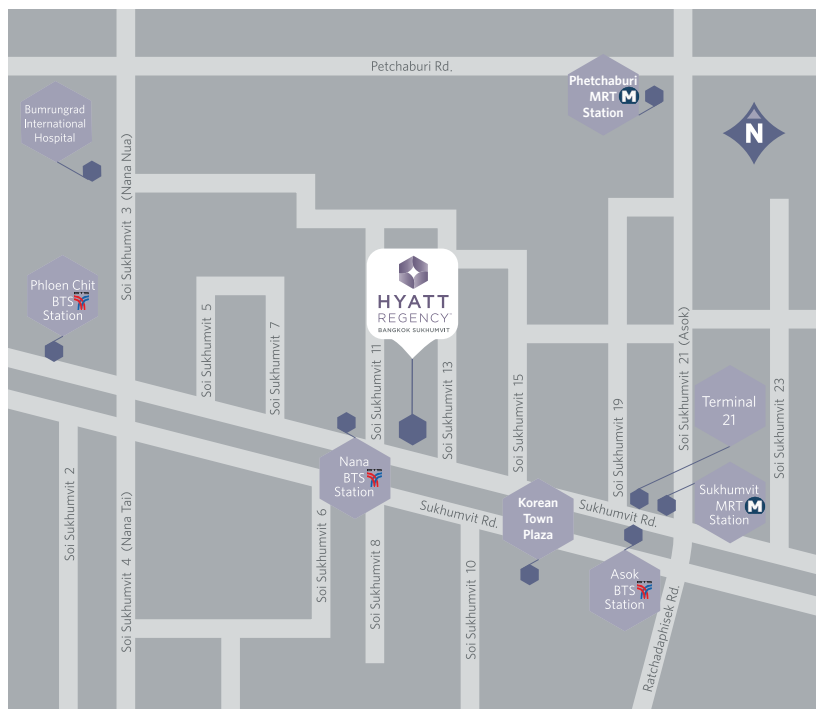 Petchaburi Rd.
Phetchaburi
MRT M
Station
Bumrungrad
International
Hospital
N
Soi Sukhumvit 3 (Nana Nua)
Phloen Chit
BTS
Station
HYATT
REGENCY™
BANGKOK SUKHUMVIT
Soi Sukhumvit 5
Soi Sukhumvit 7
Soi Sukhumvit 11
Soi Sukhumvit 13
Soi Sukhumvit 15
Soi Sukhumvit 19
Soi Sukhumvit 21 (Asok)
Soi Sukhumvit 23
Terminal
21
Nana
BTS
Station
Sukhumvit
MRT M
Station
Sukhumvit Rd.
Korean
Town
Plaza
Sukhumvit Rd.
Soi Sukhumvit 2
Soi Sukhumvit 4 (Nana Tai)
Soi Sukhumvit 6
Soi Sukhumvit 8
Soi Sukhumvit 10
Asok
BTS
Station
Ratchadaphisek Rd.